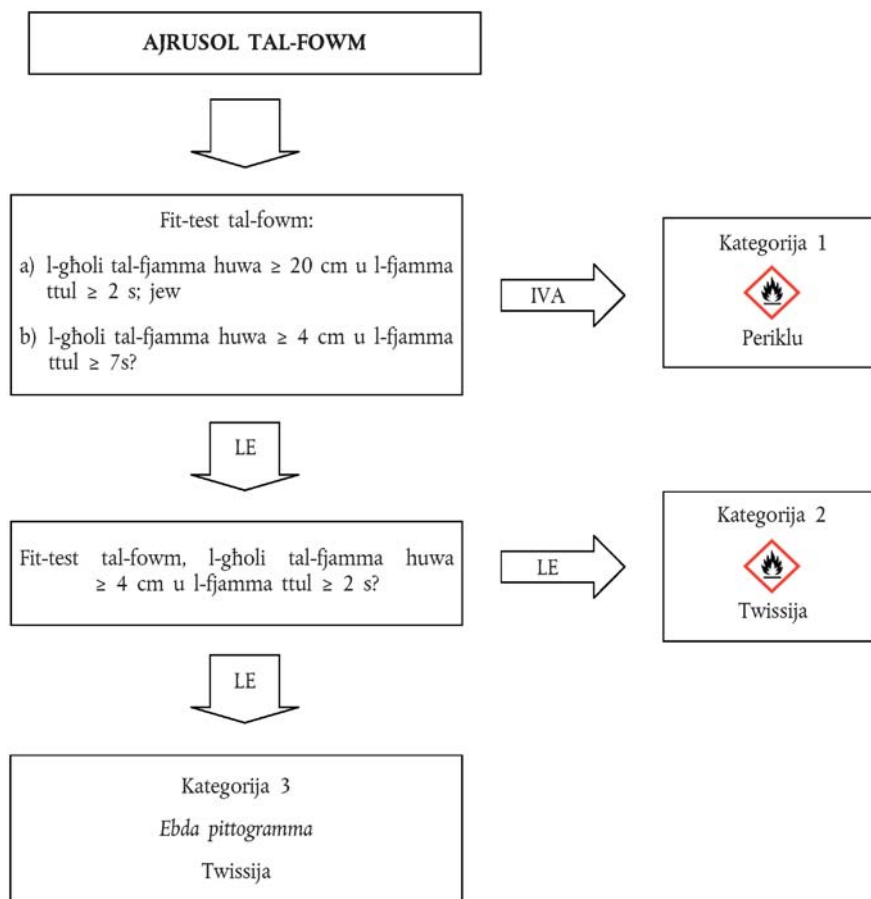 AJRUSOL TAL-FOWM
Fit-test tal-fowm:
a) l-għoli tal-fjamma huwa ≥ 20 cm u l-fjamma
ttul ≥ 2 s; jew
b) l-għoli tal-fjamma huwa ≥ 4 cm u l-fjamma
ttul ≥ 7s?
IVA
Kategorija 1
Periklu
LE
Fit-test tal-fowm, l-għoli tal-fjamma huwa
≥ 4 cm u l-fjamma ttul ≥ 2 s?
LE
Kategorija 2
Twissija
LE
Kategorija 3
Ebda pittogramma
Twissija